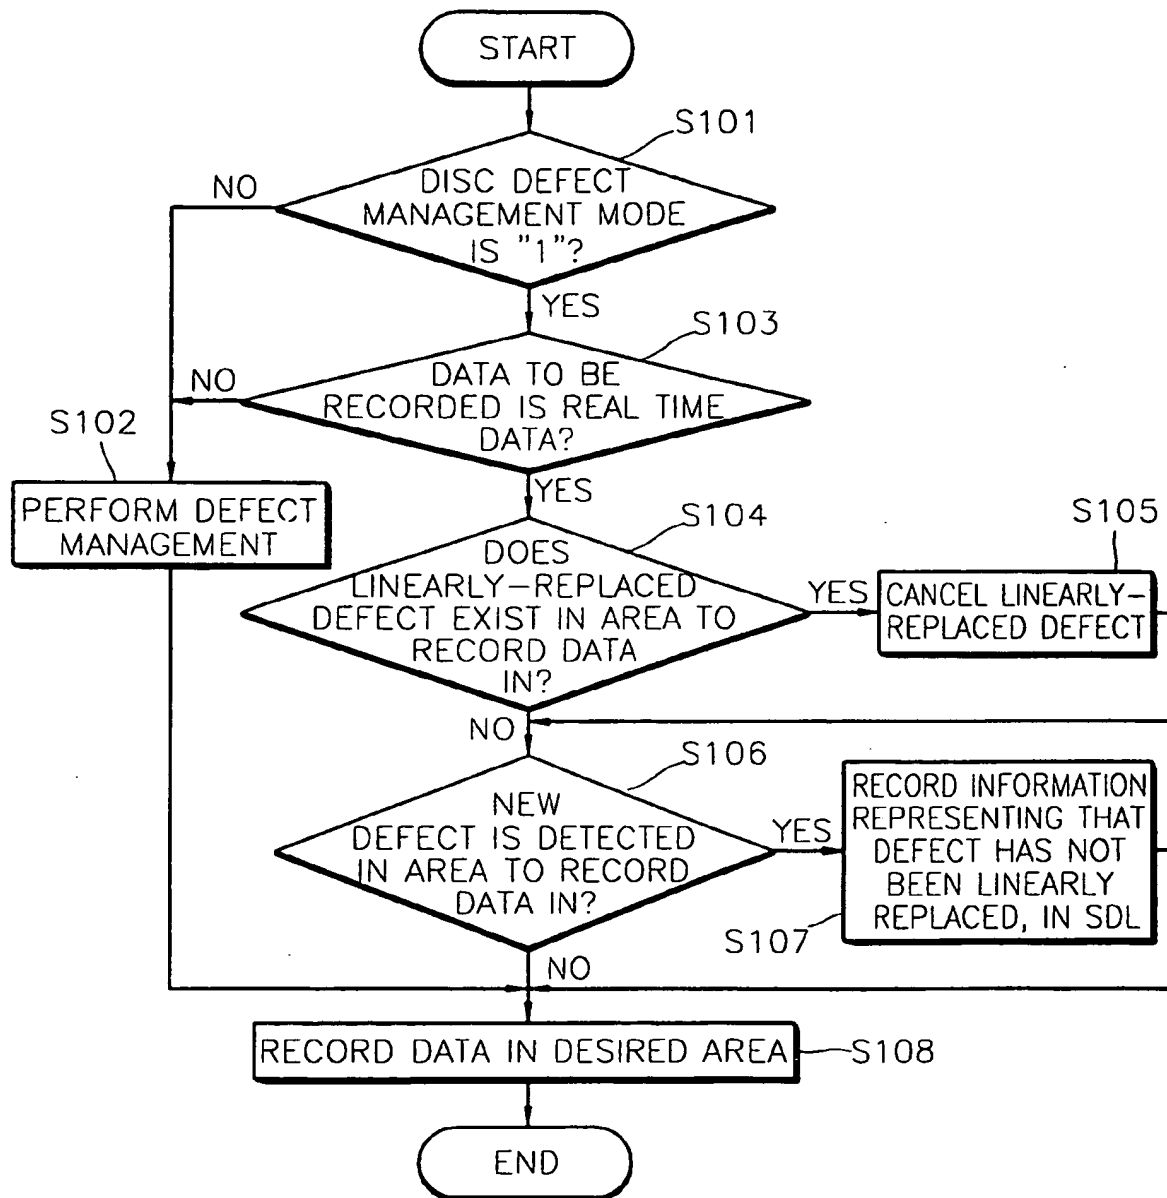 START
S101
DISC DEFECT
MANAGEMENT MODE
IS "1"?
NO
YES
S103
DATA TO BE
RECORDED IS REAL TIME
DATA?
NO
S102
PERFORM DEFECT
MANAGEMENT
YES
S104
DOES
LINEARLY-REPLACED
DEFECT EXIST IN AREA TO
RECORD DATA
IN?
YES
S105
CANCEL LINEARLY-
REPLACED DEFECT
NO
S106
NEW
DEFECT IS DETECTED
IN AREA TO RECORD
DATA IN?
YES
RECORD INFORMATION
REPRESENTING THAT
DEFECT HAS NOT
BEEN LINEARLY
REPLACED, IN SDL
S107
NO
RECORD DATA IN DESIRED AREA
S108
END